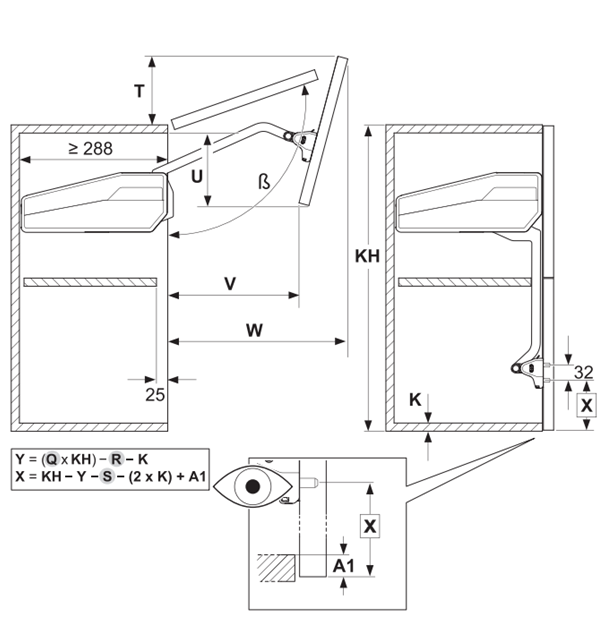 T
≥ 288
U
ß
V
KH
W
25
K
32
X
Y = (Q x KH) – R – K
X = KH – Y – S – (2 x K) + A1
X
A1